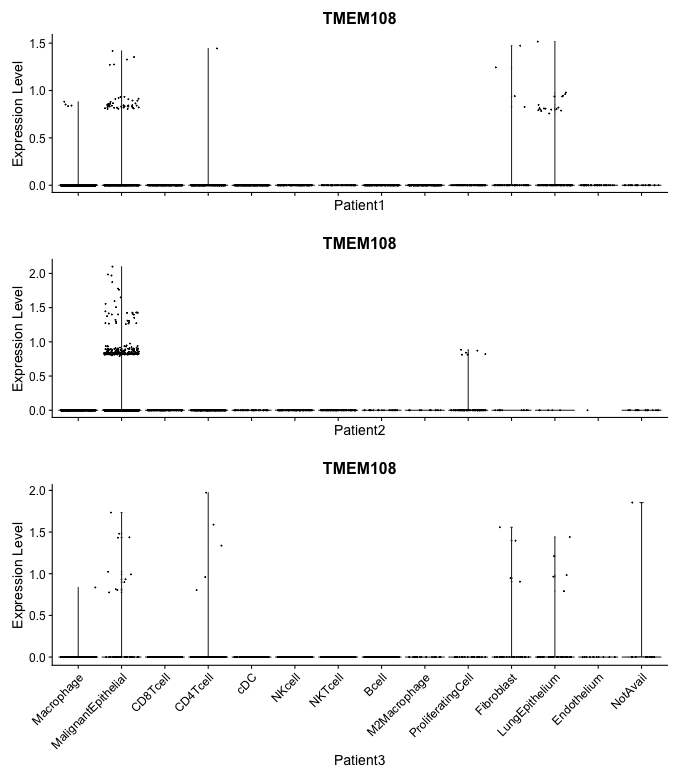 TMEM108
Expression Level
1.5
1.0
0.5
0.0
Patient1
TMEM108
Expression Level
2.0
1.5
1.0
0.5
0.0
Patient2
TMEM108
Expression Level
2.0
1.5
1.0
0.5
0.0
Macrophage
MalignantEpithelial
CD8Tcell
CD4Tcell
cDC
NKcell
NKTcell
Bcell
M2Macrophage
ProliferatingCell
Fibroblast
LungEpithelium
Endothelium
NotAvail
Patient3